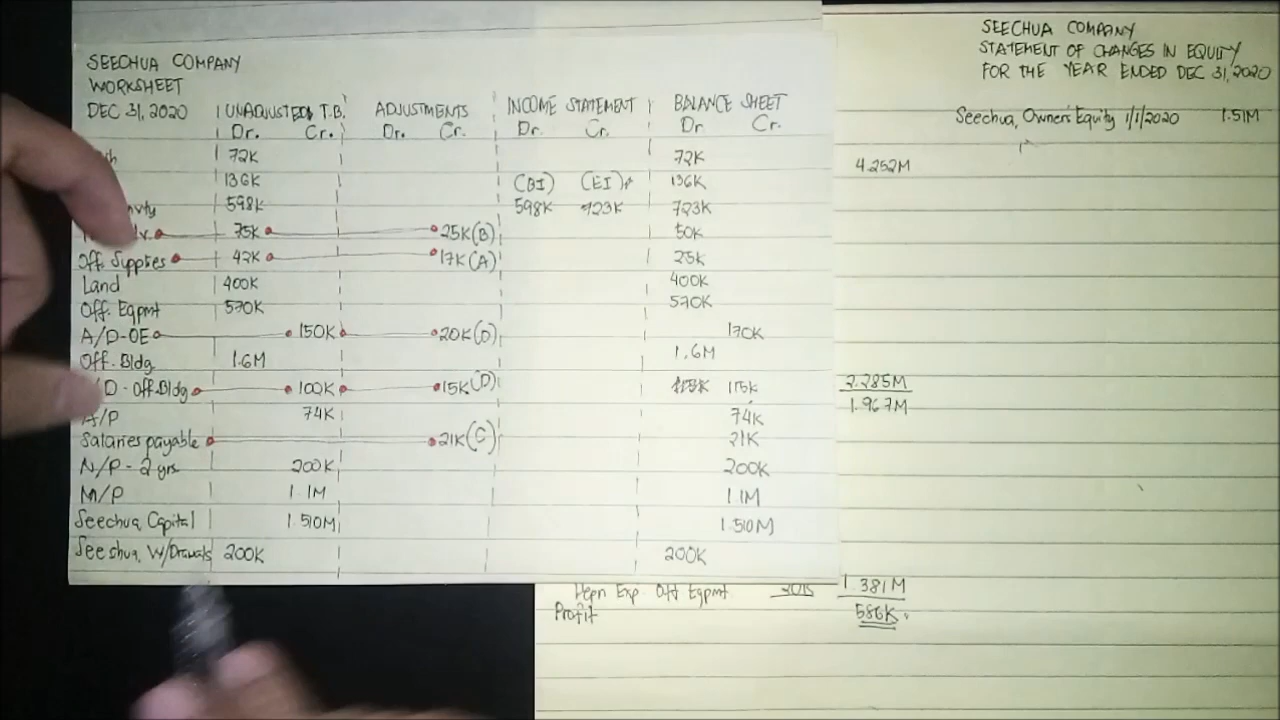 SEECHUA COMPANY
WORKSHEET
DEC 31, 2020 UNADJUSTED T.B. ADJUSTMENTS INCOME STATEMENT BALANCE SHEET
Dr. Cr. Dr. Cr. Dr. Cr. Dr. Cr.
72K 72K
136K (BI) (EI) 136K
598K 598K 723K 723K
75K 25K(B) 50K
Off. Supplies 42K 17K(A) 25K
Land 400K 400K
Off. Eqpmt 570K 570K
A/D-OE 150K 20K(D) 170K
Off. Bldg 1.6M 1.6M
/D - Off.Bldg 100K 15K(D) 115K
A/P 74K 74K
Salaries payable 21K(C) 21K
N/P - 2 yrs 200K 200K
M/P 1.1M 1.1M
Seechua, Capital 1.510M 1.510M
Seechua, W/Drawals 200K 200K
SEECHUA COMPANY
STATEMENT OF CHANGES IN EQUITY
FOR THE YEAR ENDED DEC 31, 2020
Seechua, Owner's Equity 1/1/2020 1.51M
4.252M
2.285M
1.967M
Depn Exp. Off Eqpmt 1.381M
Profit 586K